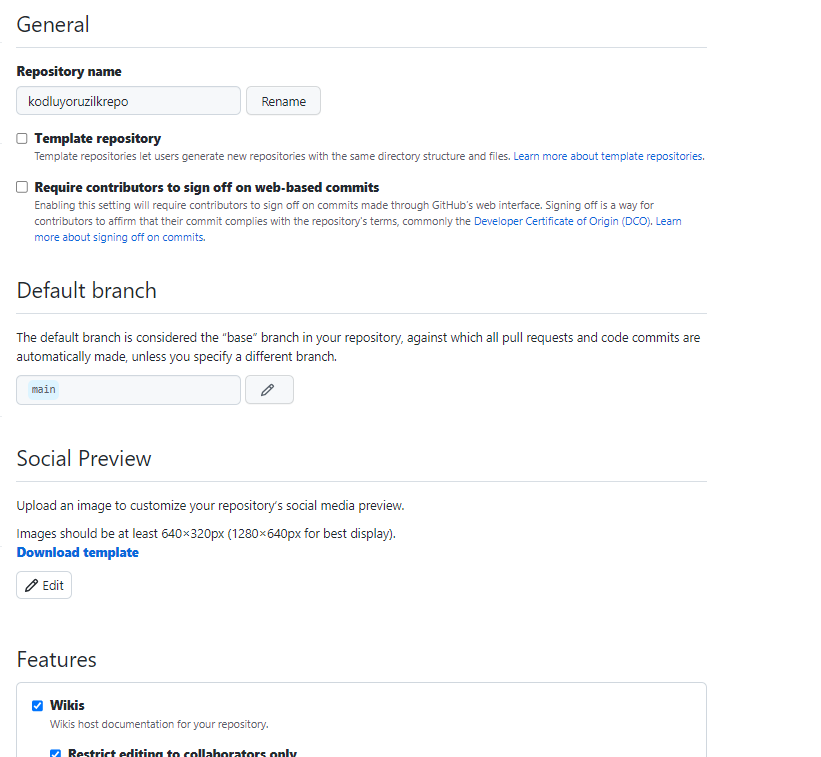 General
Repository name
kodluyoruzilkrepo Rename
Template repository
Template repositories let users generate new repositories with the same directory structure and files. Learn more about template repositories.
Require contributors to sign off on web-based commits
Enabling this setting will require contributors to sign off on commits made through GitHub's web interface. Signing off is a way for
contributors to affirm that their commit complies with the repository's terms, commonly the Developer Certificate of Origin (DCO). Learn
more about signing off on commits.
Default branch
The default branch is considered the “base” branch in your repository, against which all pull requests and code commits are
automatically made, unless you specify a different branch.
main
Social Preview
Upload an image to customize your repository's social media preview.
Images should be at least 640×320px (1280×640px for best display).
Download template
Edit
Features
Wikis
Wikis host documentation for your repository.
Restrict editing to collaborators only